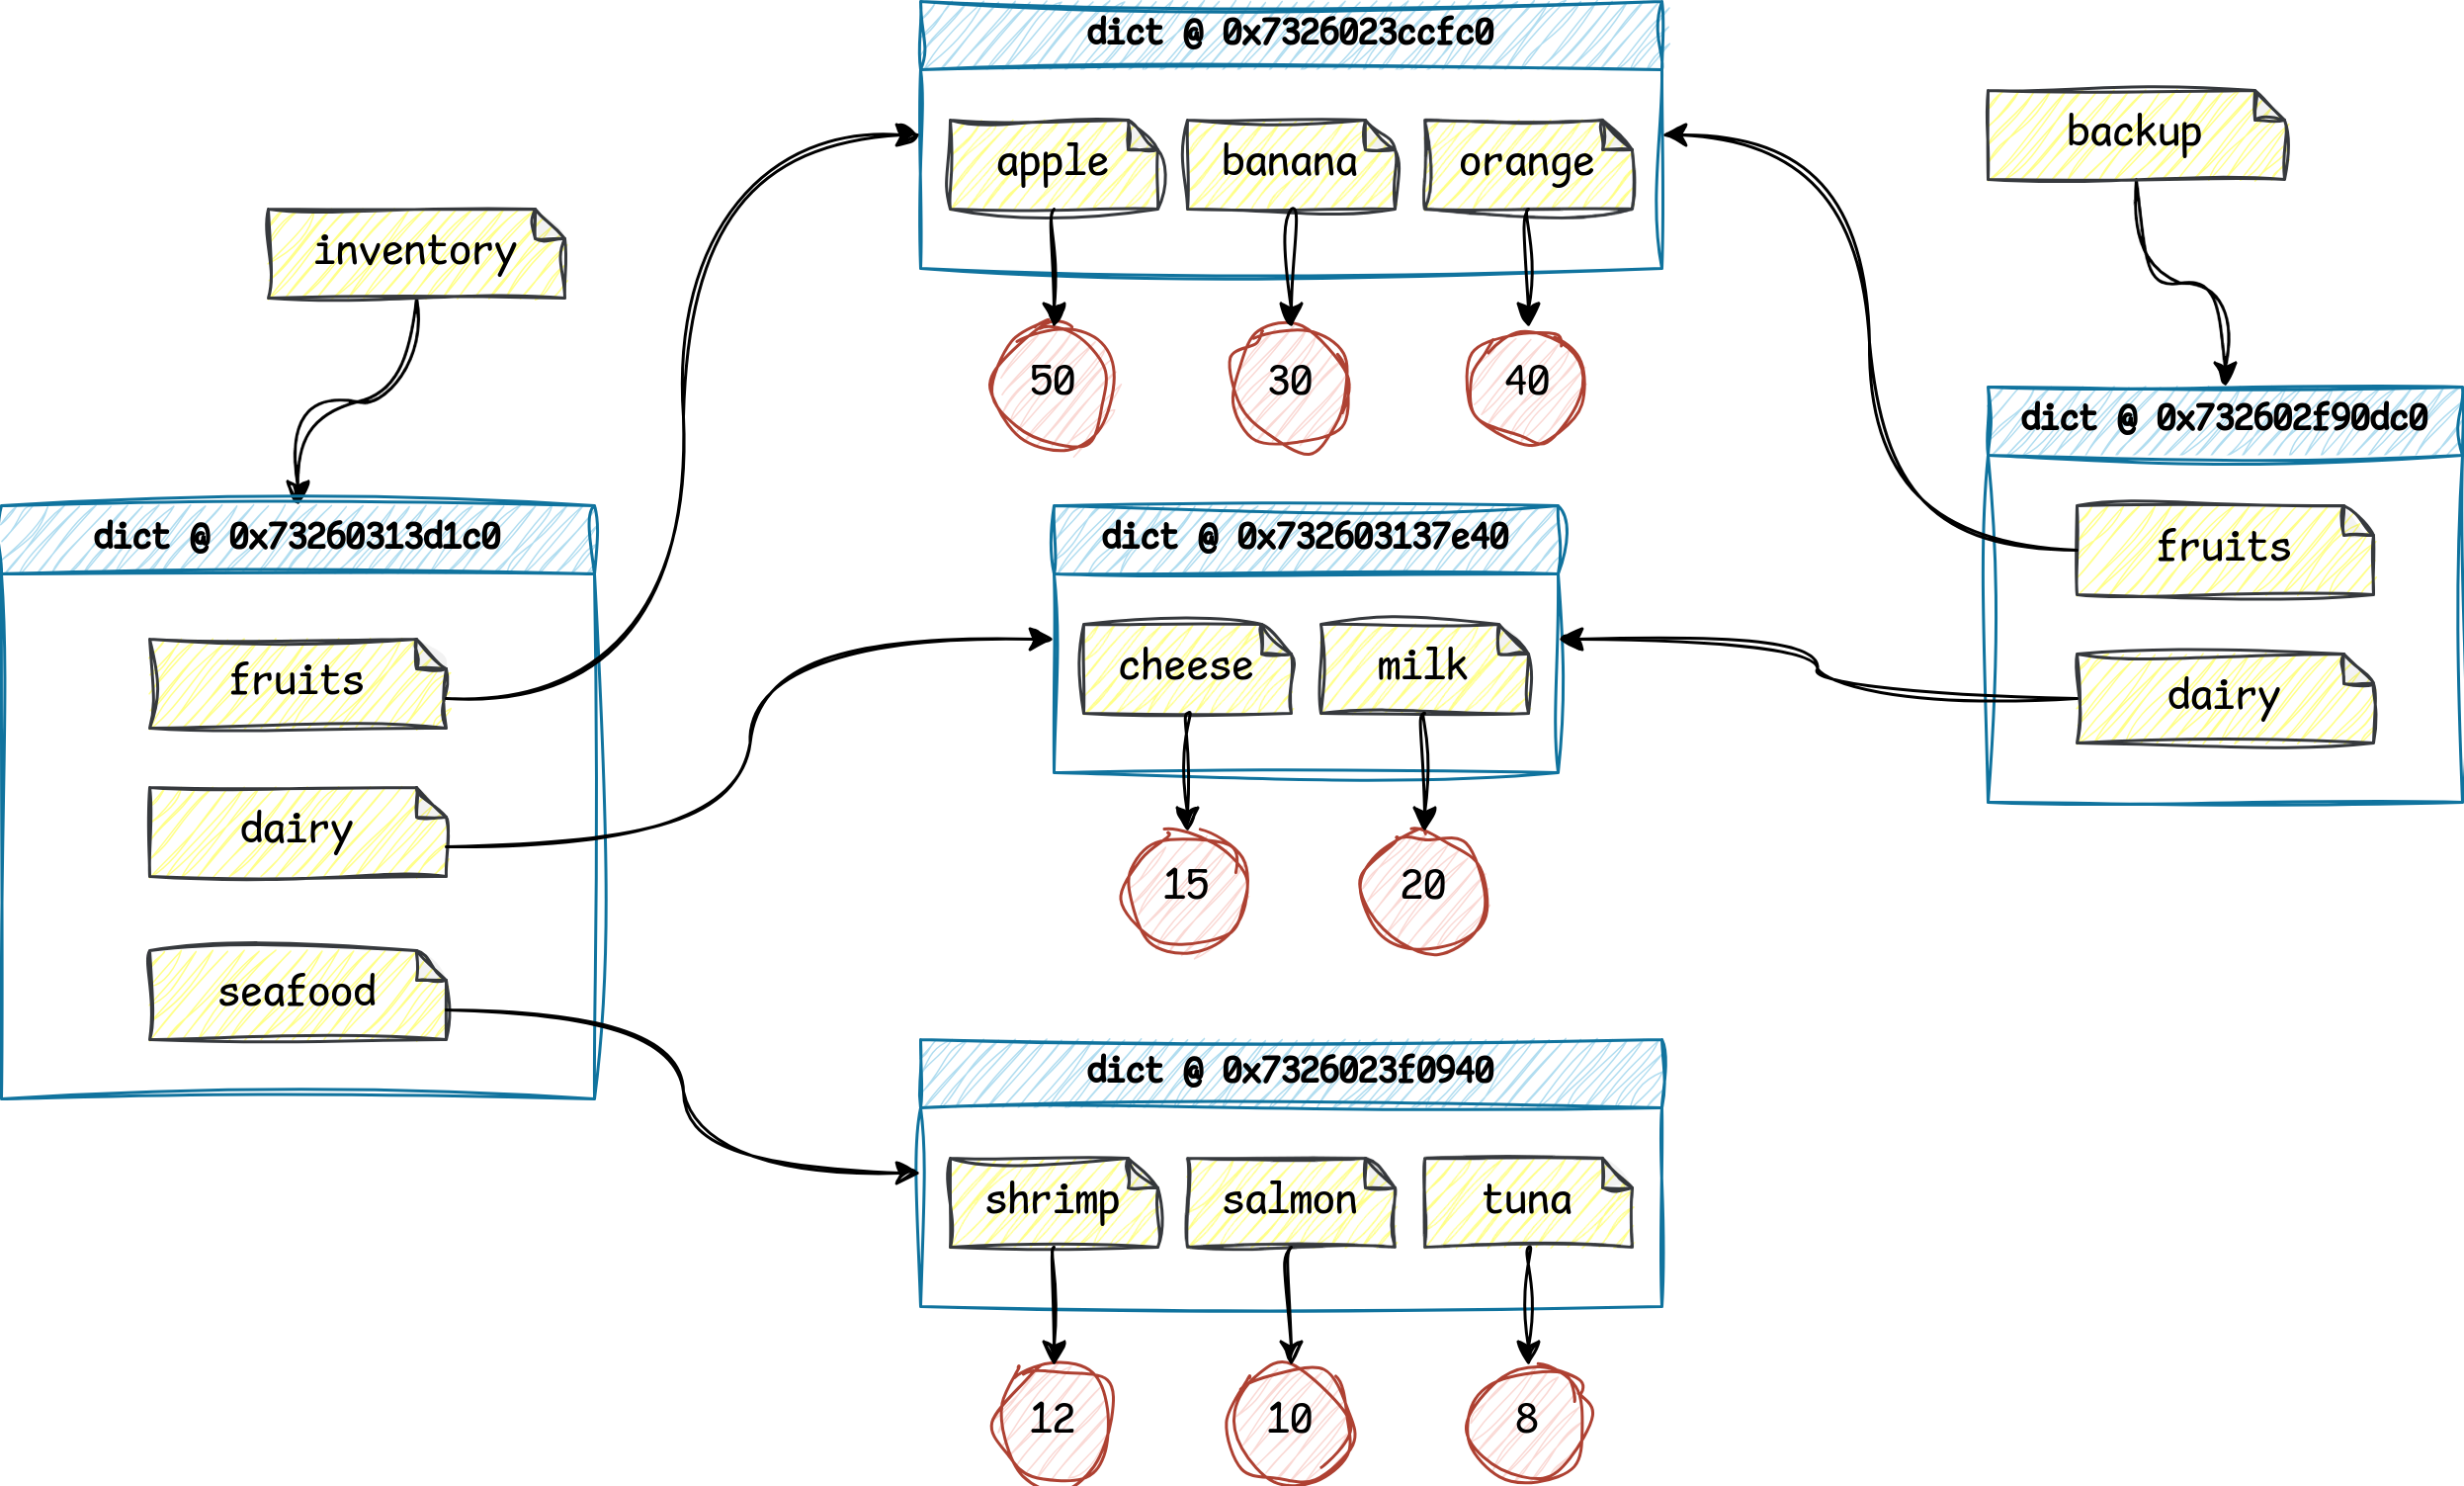 dict @ 0x7326023ccfc0
apple
banana
orange
50
30
40
backup
inventory
dict @ 0x732602f90dc0
fruits
dairy
dict @ 0x73260313d1c0
fruits
dairy
seafood
dict @ 0x732603137e40
cheese
milk
15
20
dict @ 0x7326023f0940
shrimp
salmon
tuna
12
10
8